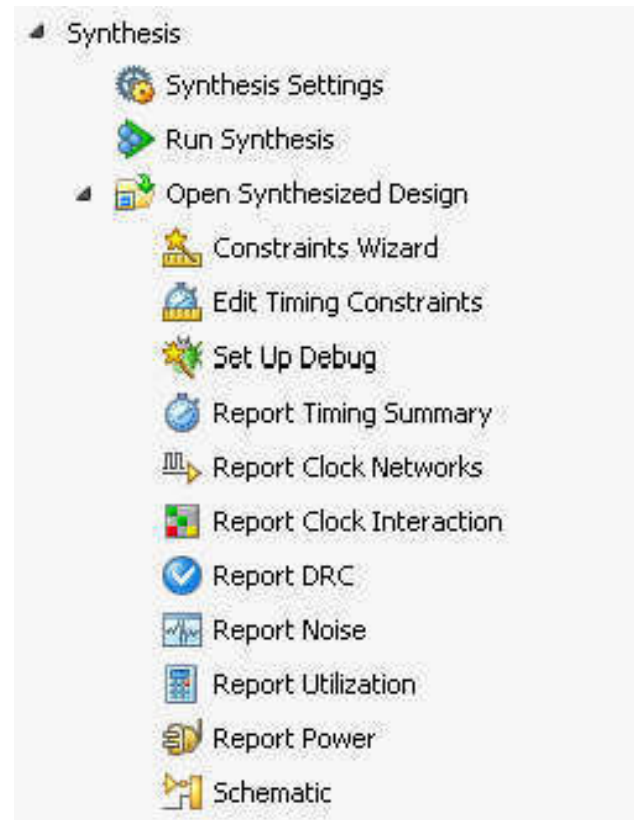 Synthesis
Synthesis Settings
Run Synthesis
Open Synthesized Design
Constraints Wizard
Edit Timing Constraints
Set Up Debug
Report Timing Summary
Report Clock Networks
Report Clock Interaction
Report DRC
Report Noise
Report Utilization
Report Power
Schematic